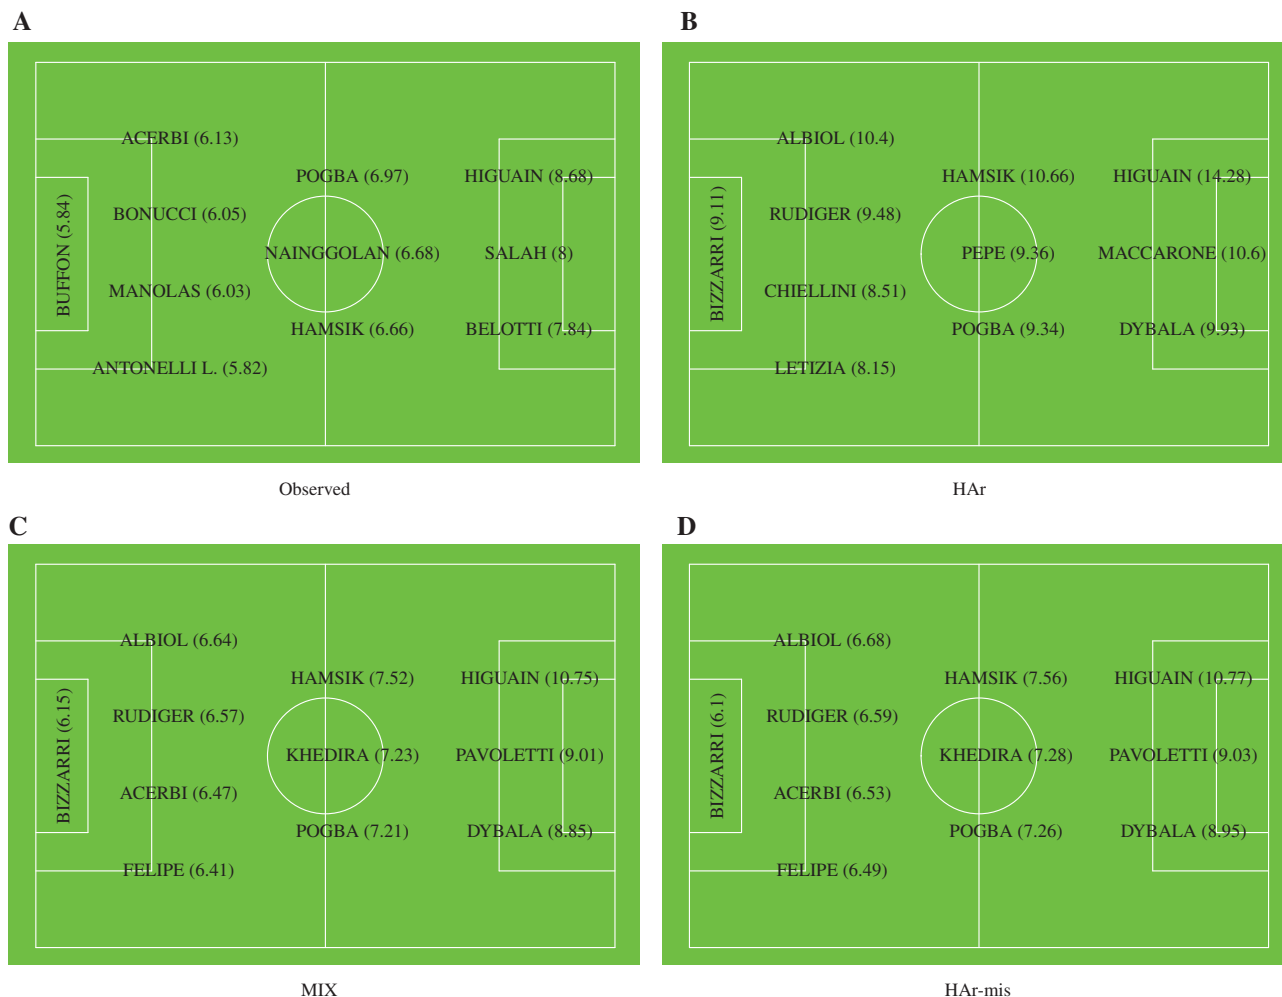 A
ACERBI (6.13)
POGBA (6.97)
HIGUAIN (8.68)
BONUCCI (6.05)
BUFFON (5.84)
NAINGGOLAN (6.68)
SALAH (8)
MANOLAS (6.03)
HAMSIK (6.66)
BELOTTI (7.84)
ANTONELLI L. (5.82)
Observed
B
ALBIOL (10.4)
HAMSIK (10.66)
HIGUAIN (14.28)
RUDIGER (9.48)
BIZZARRI (9.11)
PEPE (9.36)
MACCARONE (10.6)
CHIELLINI (8.51)
POGBA (9.34)
DYBALA (9.93)
LETIZIA (8.15)
HAr
C
ALBIOL (6.64)
HAMSIK (7.52)
HIGUAIN (10.75)
RUDIGER (6.57)
BIZZARRI (6.15)
KHEDIRA (7.23)
PAVOLETTI (9.01)
ACERBI (6.47)
POGBA (7.21)
DYBALA (8.85)
FELIPE (6.41)
MIX
D
ALBIOL (6.68)
HAMSIK (7.56)
HIGUAIN (10.77)
RUDIGER (6.59)
BIZZARRI (6.1)
KHEDIRA (7.28)
PAVOLETTI (9.03)
ACERBI (6.53)
POGBA (7.26)
DYBALA (8.95)
FELIPE (6.49)
HAr-mis